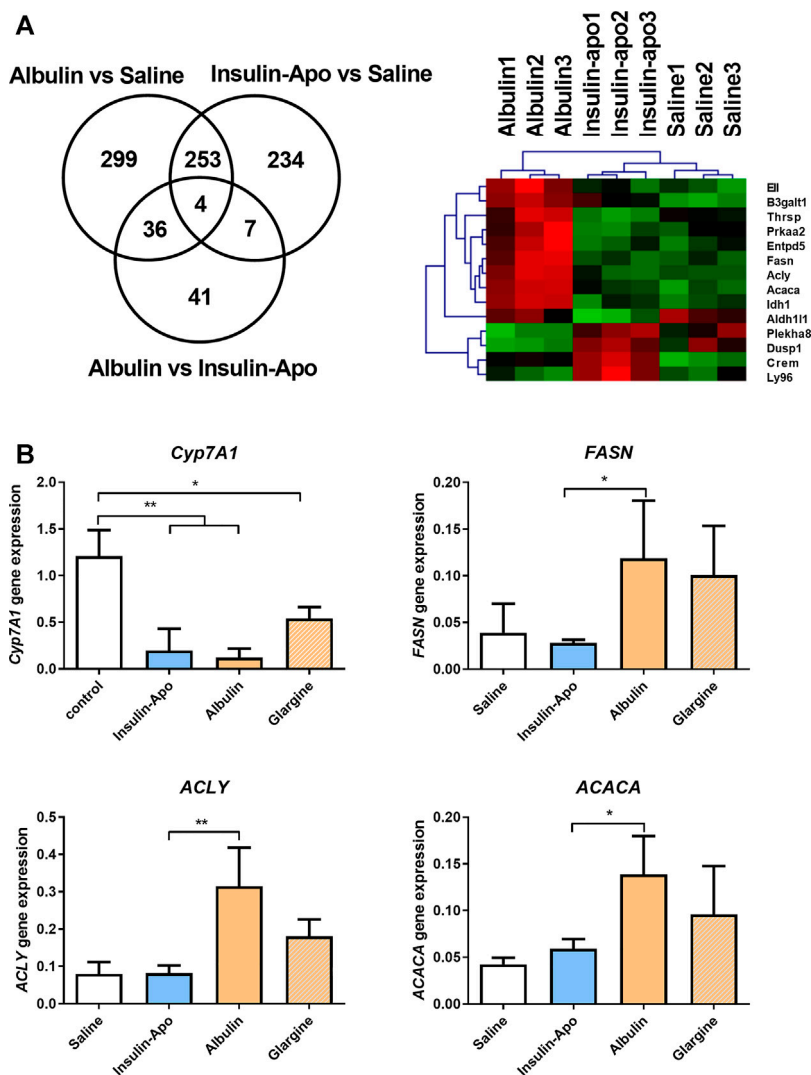 A
Albulin vs Saline
Insulin-Apo vs Saline
299
253
234
4
36
7
41
Albulin vs Insulin-Apo
Albulin1
Albulin2
Albulin3
Insulin-apo1
Insulin-apo2
Insulin-apo3
Saline1
Saline2
Saline3
Ell
B3galt1
Thrsp
Prkaa2
Entpd5
Fasn
Acly
Acaca
Idh1
Aldh1l1
Plekha8
Dusp1
Crem
Ly96
B
Cyp7A1
Cyp7A1 gene expression
2.0
1.5
1.0
0.5
0.0
*
**
control
Insulin-Apo
Albulin
Glargine
FASN
FASN gene expression
0.20
0.15
0.10
0.05
0.00
*
Saline
Insulin-Apo
Albulin
Glargine
ACLY
ACLY gene expression
0.5
0.4
0.3
0.2
0.1
0.0
**
Saline
Insulin-Apo
Albulin
Glargine
ACACA
ACACA gene expression
0.20
0.15
0.10
0.05
0.00
*
Saline
Insulin-Apo
Albulin
Glargine